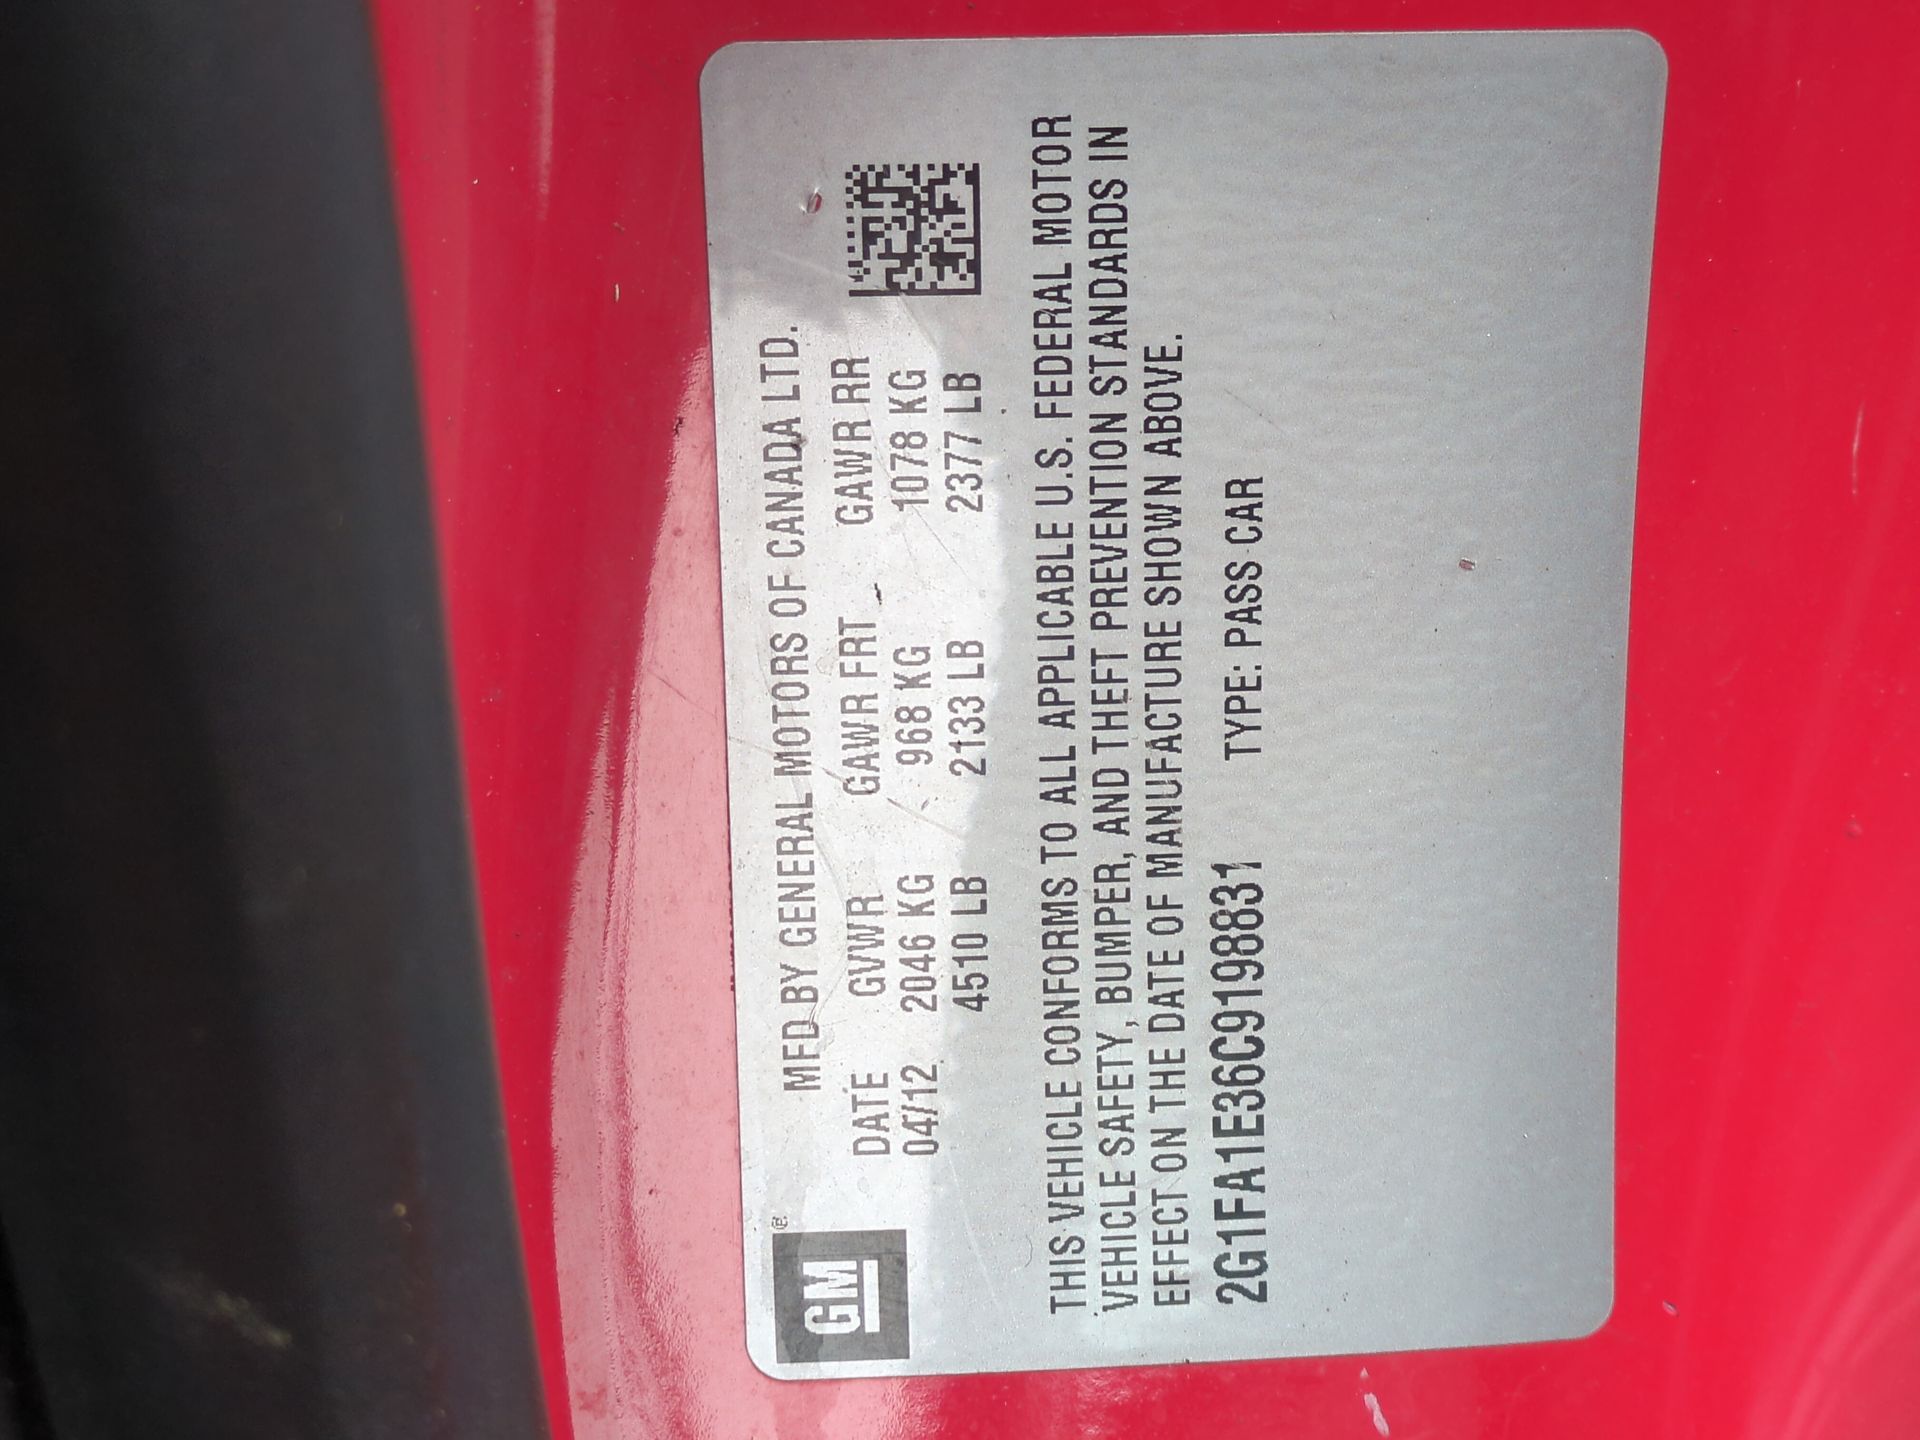 GM®
MFD BY GENERAL MOTORS OF CANADA LTD.
DATE GVWR GAWR FRT GAWR RR
04/12 2046 KG 968 KG 1078 KG
4510 LB 2133 LB 2377 LB
THIS VEHICLE CONFORMS TO ALL APPLICABLE U.S. FEDERAL MOTOR
VEHICLE SAFETY, BUMPER, AND THEFT PREVENTION STANDARDS IN
EFFECT ON THE DATE OF MANUFACTURE SHOWN ABOVE.
2G1FA1E36C9198831 TYPE: PASS CAR